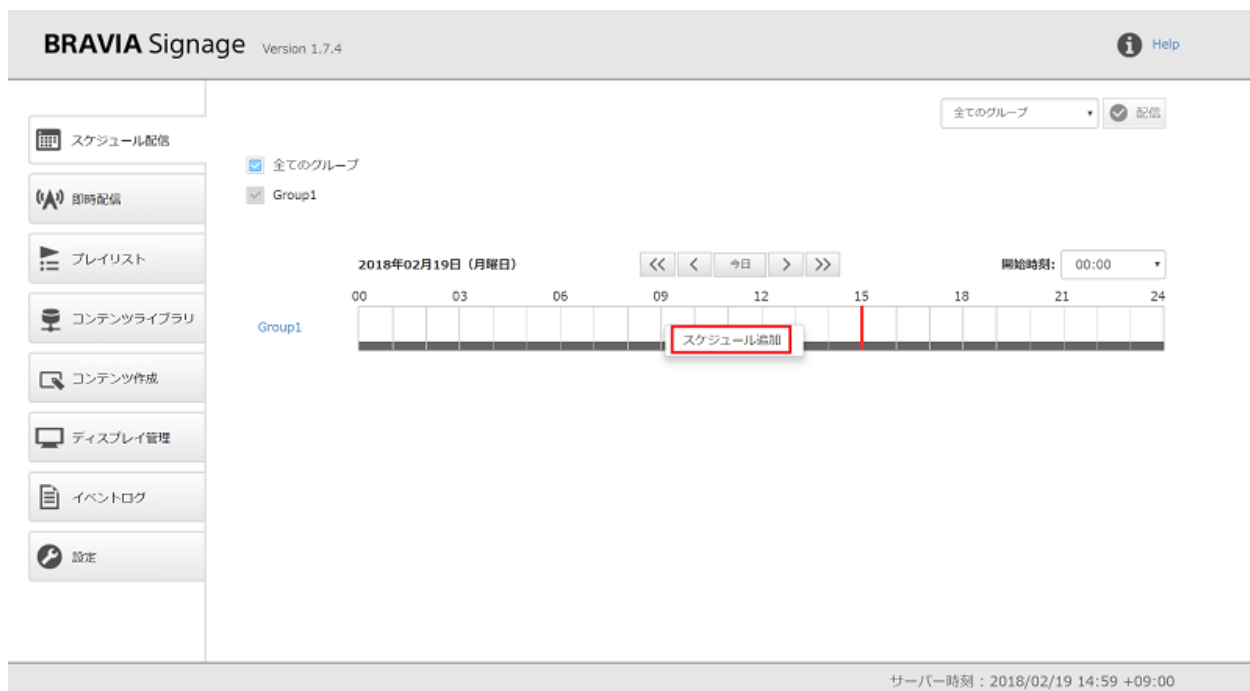 BRAVIA Signage Version 1.7.4
Help
全てのグループ
配信
スケジュール配信
全てのグループ
即時配信
Group1
プレイリスト
2018年02月19日（月曜日）
<< < 今日 > >>
開始時刻: 00:00
00 03 06 09 12 15 18 21 24
コンテンツライブラリ
Group1
スケジュール追加
コンテンツ作成
ディスプレイ管理
イベントログ
設定
サーバー時刻 : 2018/02/19 14:59 +09:00